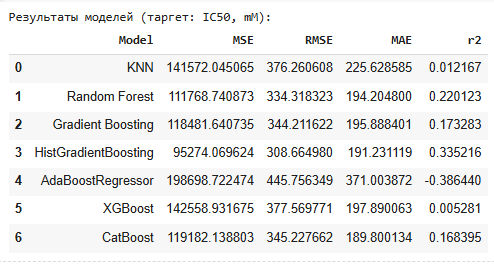 Результаты моделей (таргет: IC50, mM):
Model MSE RMSE MAE r2
0 KNN 141572.045065 376.260608 225.628585 0.012167
1 Random Forest 111768.740873 334.318323 194.204800 0.220123
2 Gradient Boosting 118481.640735 344.211622 195.888401 0.173283
3 HistGradientBoosting 95274.069624 308.664980 191.231119 0.335216
4 AdaBoostRegressor 198698.722474 445.756349 371.003872 -0.386440
5 XGBoost 142558.931675 377.569771 197.890063 0.005281
6 CatBoost 119182.138803 345.227662 189.800134 0.168395